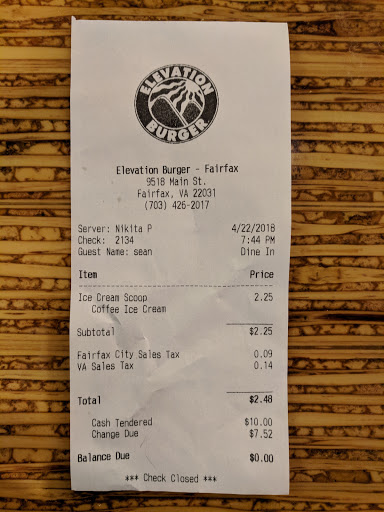 ELEVATION
BURGER
Elevation Burger - Fairfax
9518 Main St.
Fairfax, VA 22031
(703) 426-2017
Server: Nikita P 4/22/2018
Check: 2134 7:44 PM
Guest Name: sean Dine In
Item Price
Ice Cream Scoop 2.25
Coffee Ice Cream
Subtotal $2.25
Fairfax City Sales Tax 0.09
VA Sales Tax 0.14
Total $2.48
Cash Tendered $10.00
Change Due $7.52
Balance Due $0.00
*** Check Closed ***